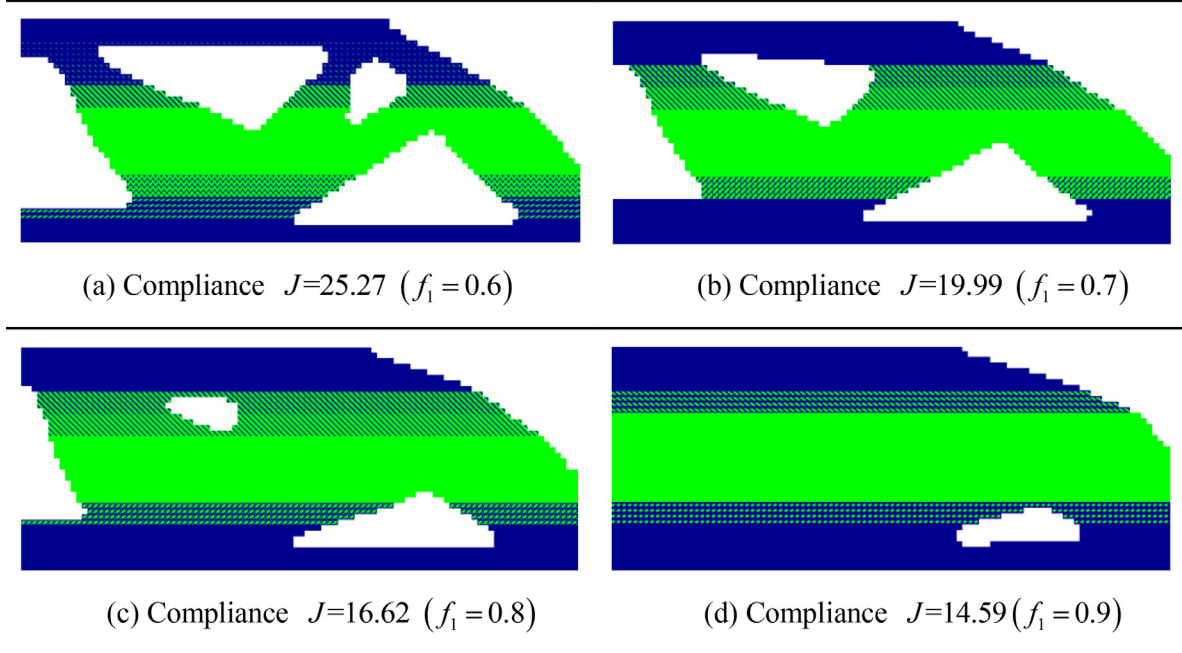 (a) Compliance J=25.27 (f₁ = 0.6)
(b) Compliance J=19.99 (f₁ = 0.7)
(c) Compliance J=16.62 (f₁ = 0.8)
(d) Compliance J=14.59 (f₁ = 0.9)